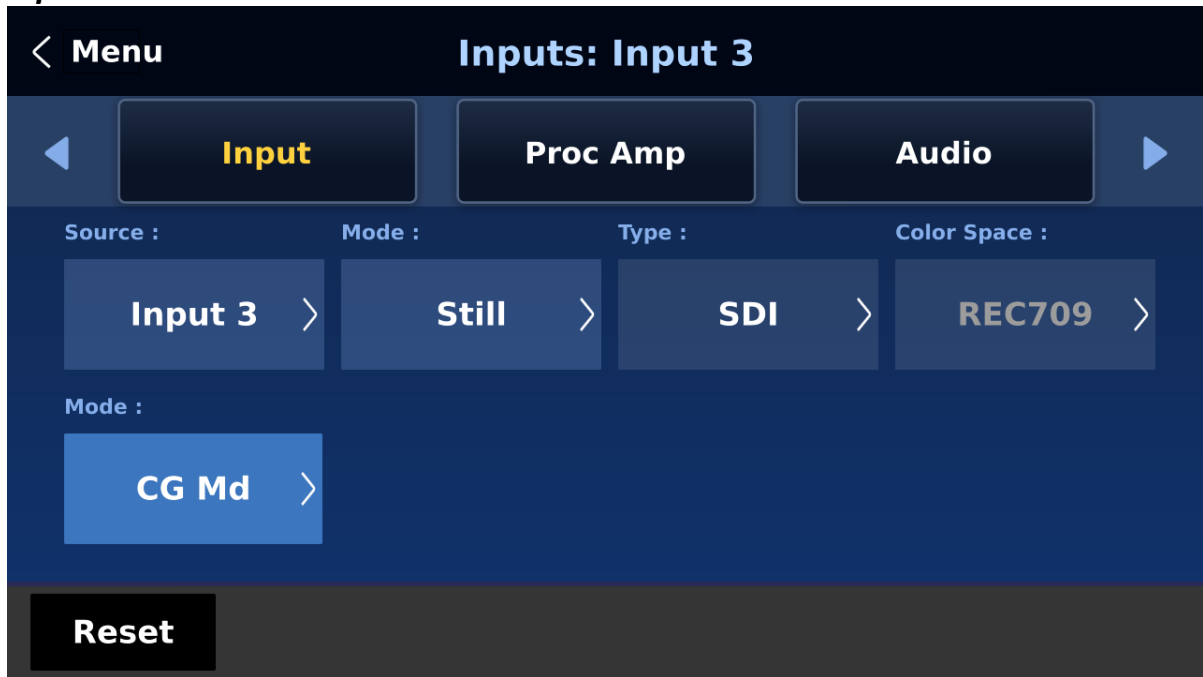 Menu
Inputs: Input 3
Input Proc Amp Audio
Source : Mode : Type : Color Space :
Input 3 Still SDI REC709
Mode :
CG Md
Reset